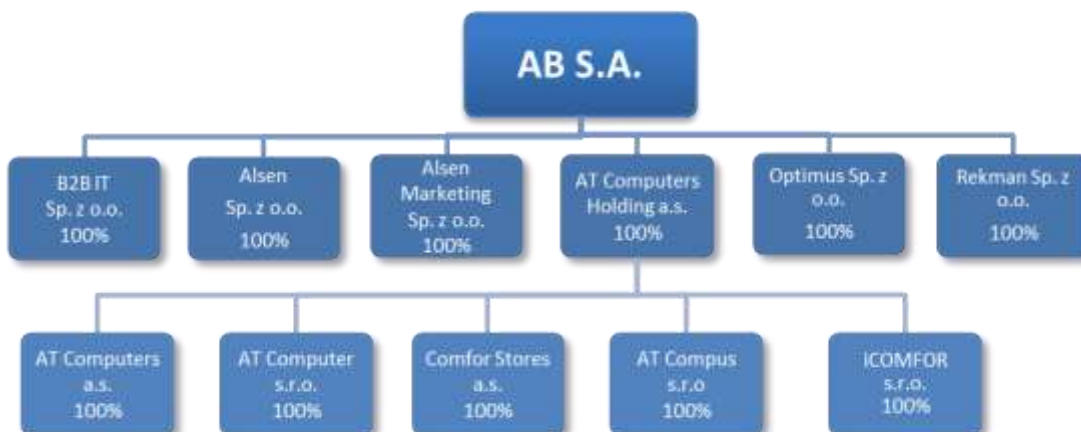 AB S.A.
B2B IT
Sp. z o.o.
100%
Alsen
Sp. z o.o.
100%
Alsen
Marketing
Sp. z o.o.
100%
AT Computers
Holding a.s.
100%
Optimus Sp. z
o.o.
100%
Rekman Sp. z
o.o.
100%
AT Computers
a.s.
100%
AT Computer
s.r.o.
100%
Comfor Stores
a.s.
100%
AT Compus
s.r.o
100%
iCOMFOR
s.r.o.
100%